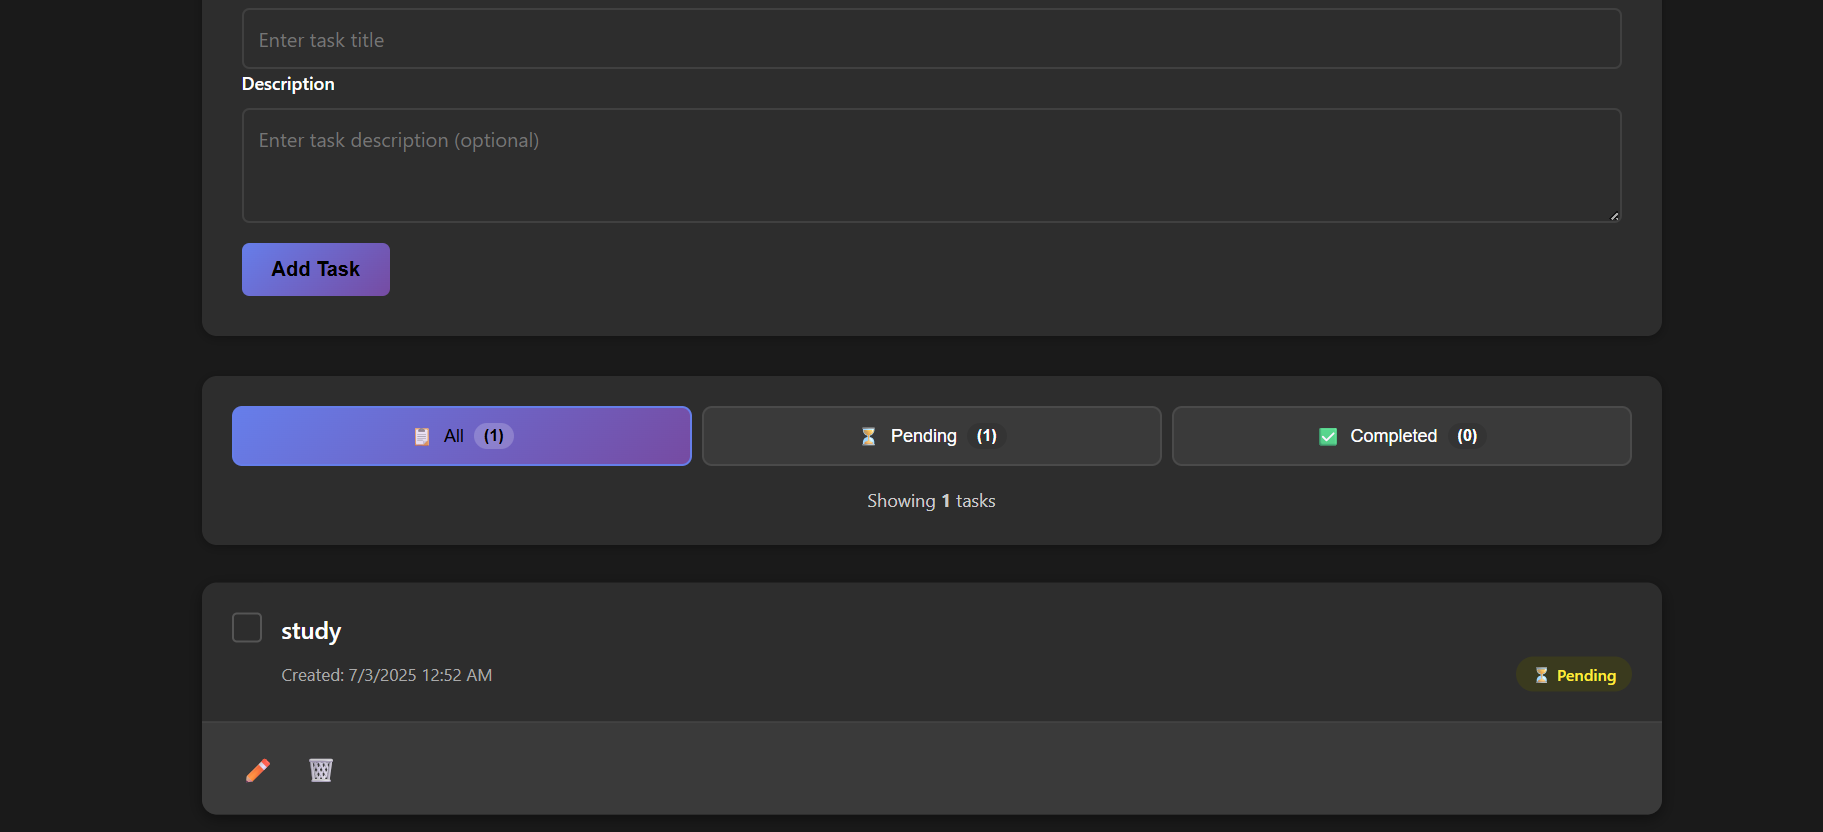 Enter task title
Description
Enter task description (optional)
Add Task
All (1) Pending (1) Completed (0)
Showing 1 tasks
study
Created: 7/3/2025 12:52 AM
Pending